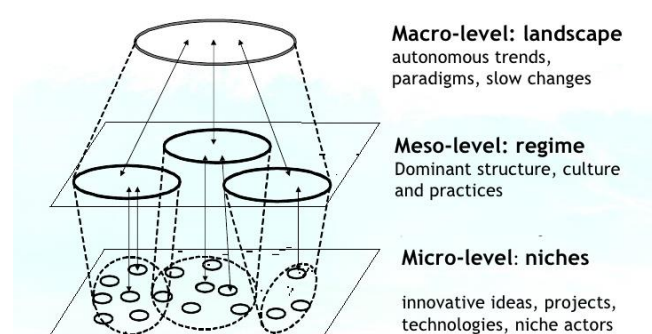 Macro-level: landscape
autonomous trends,
paradigms, slow changes
Meso-level: regime
Dominant structure, culture
and practices
Micro-level: niches
innovative ideas, projects,
technologies, niche actors